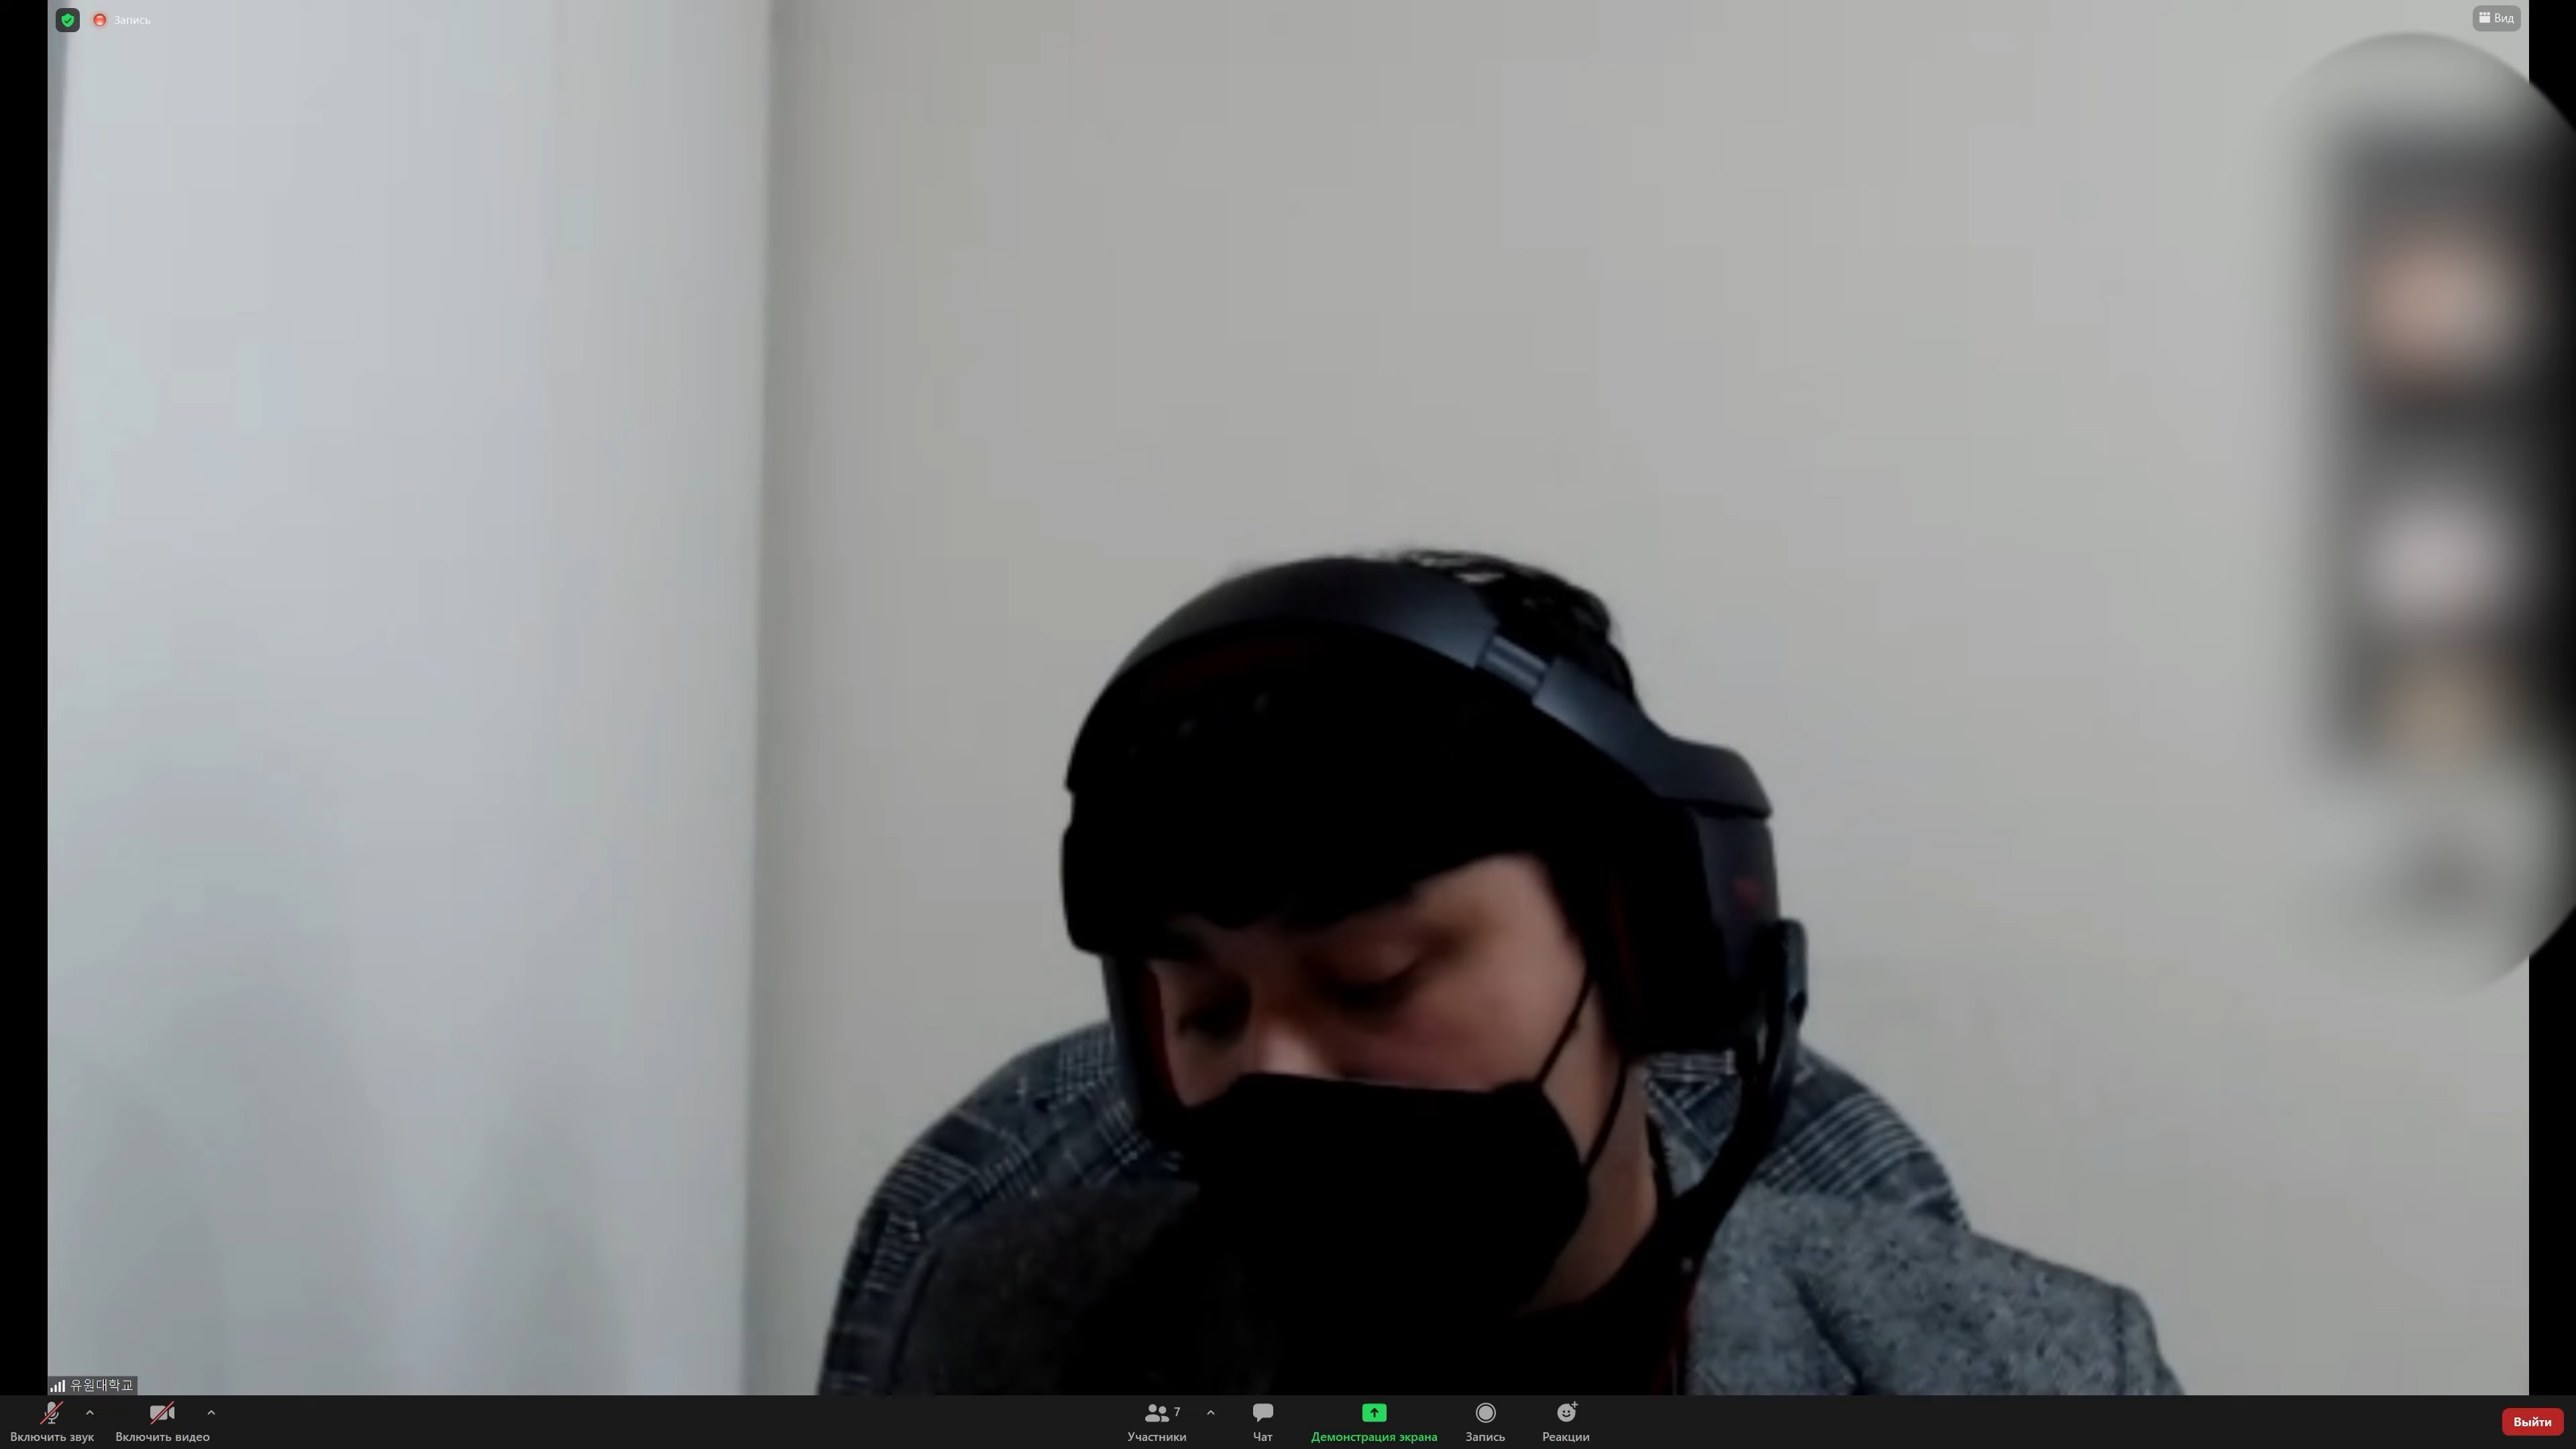 Запись
Вид
유원대학교
Включить звук
Включить видео
7
Участники
Чат
Демонстрация экрана
Запись
Реакции
Выйти